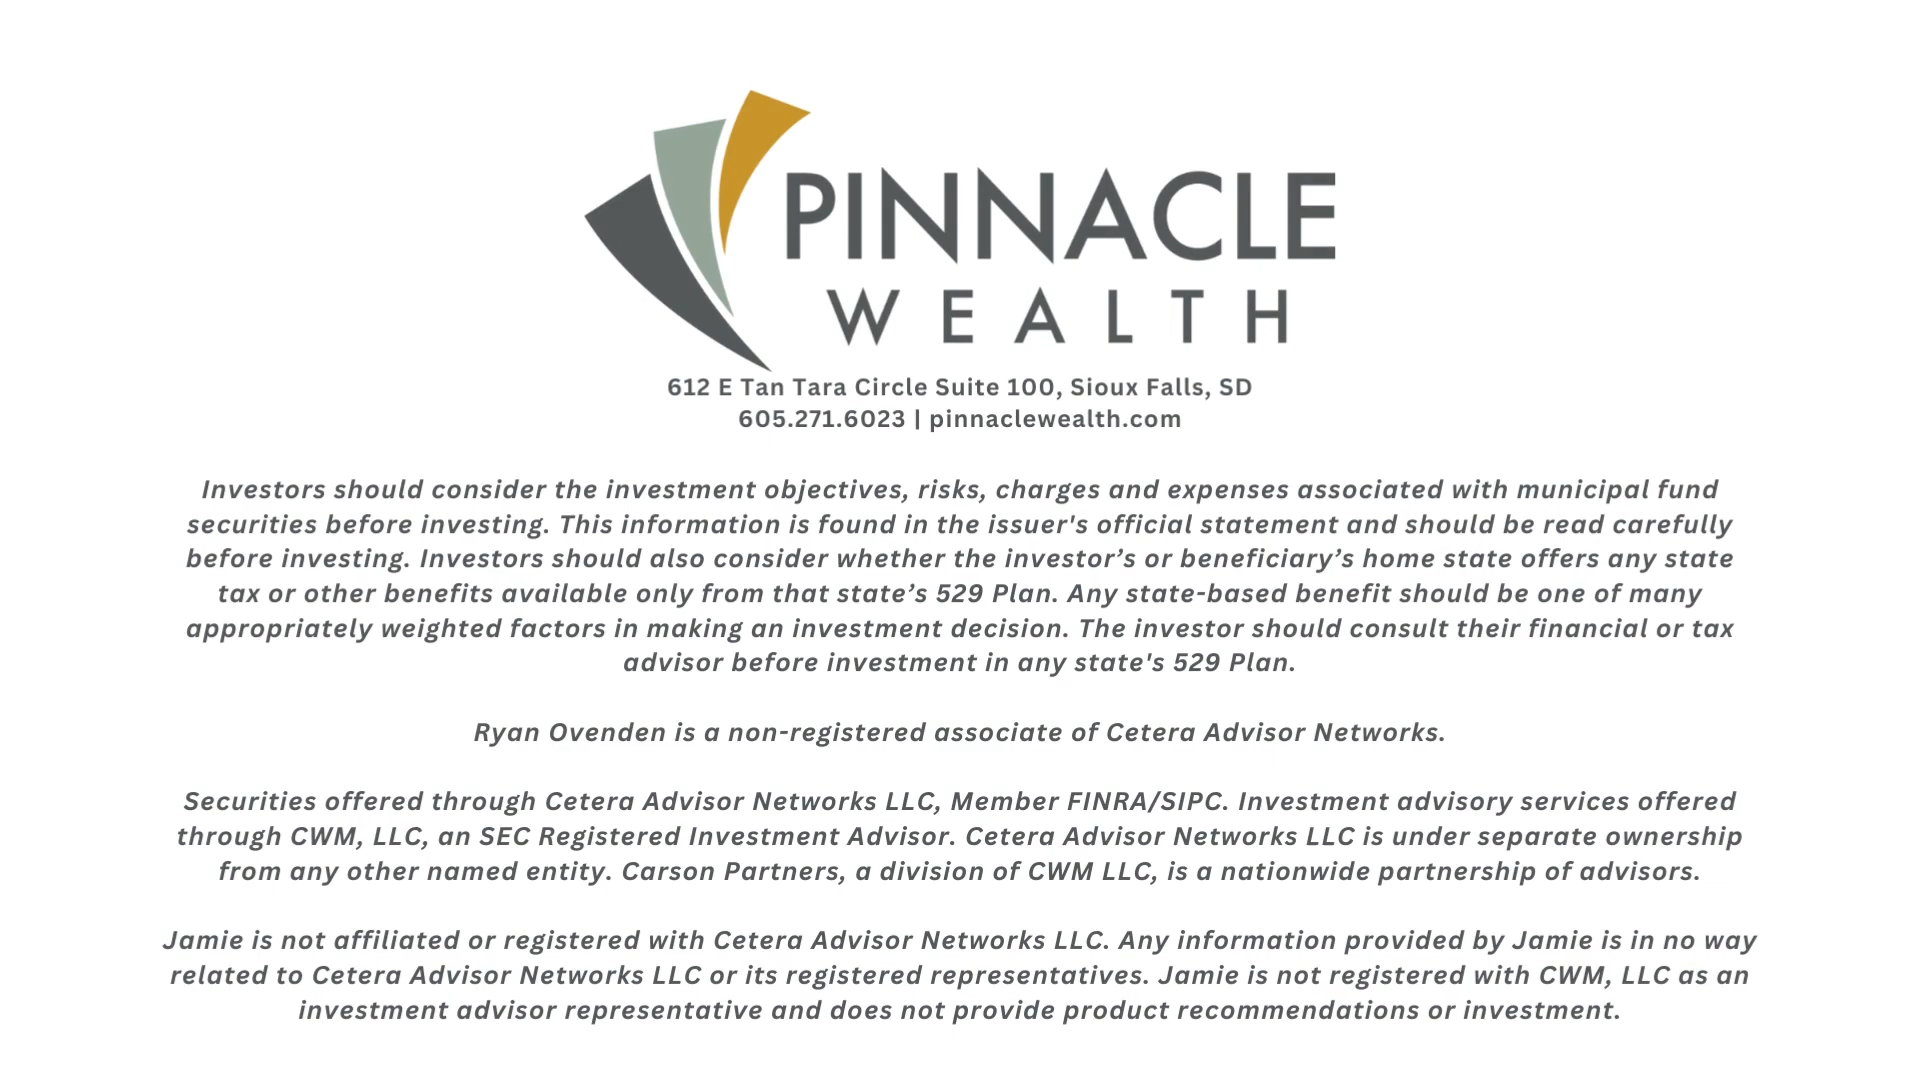 PINNACLE
WEALTH
612 E Tan Tara Circle Suite 100, Sioux Falls, SD
605.271.6023 | pinnaclewealth.com
Investors should consider the investment objectives, risks, charges and expenses associated with municipal fund
securities before investing. This information is found in the issuer's official statement and should be read carefully
before investing. Investors should also consider whether the investor’s or beneficiary’s home state offers any state
tax or other benefits available only from that state’s 529 Plan. Any state-based benefit should be one of many
appropriately weighted factors in making an investment decision. The investor should consult their financial or tax
advisor before investment in any state's 529 Plan.
Ryan Ovenden is a non-registered associate of Cetera Advisor Networks.
Securities offered through Cetera Advisor Networks LLC, Member FINRA/SIPC. Investment advisory services offered
through CWM, LLC, an SEC Registered Investment Advisor. Cetera Advisor Networks LLC is under separate ownership
from any other named entity. Carson Partners, a division of CWM LLC, is a nationwide partnership of advisors.
Jamie is not affiliated or registered with Cetera Advisor Networks LLC. Any information provided by Jamie is in no way
related to Cetera Advisor Networks LLC or its registered representatives. Jamie is not registered with CWM, LLC as an
investment advisor representative and does not provide product recommendations or investment.